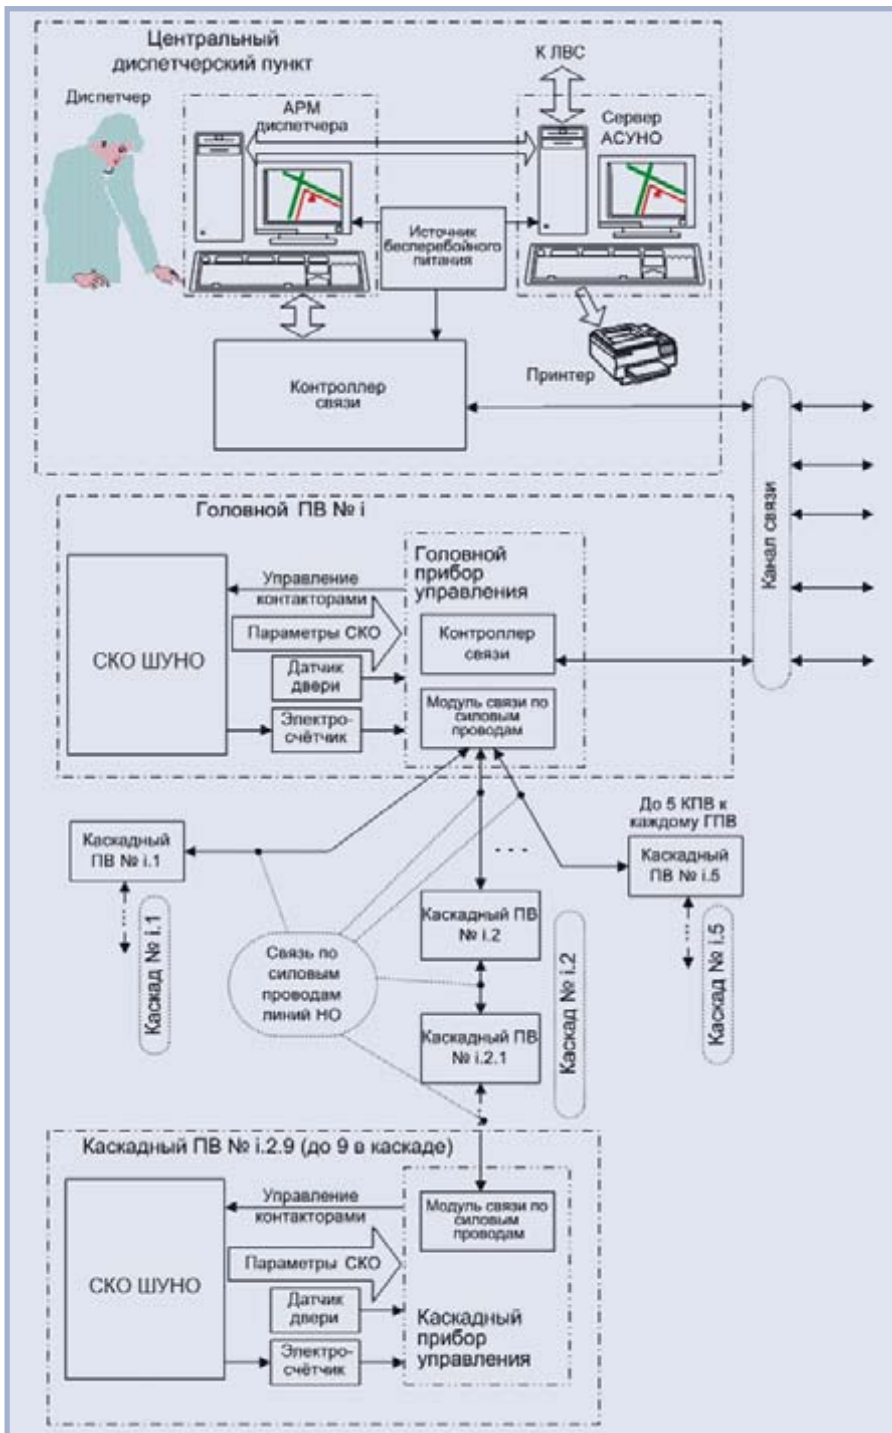 Центральный
диспетчерский пункт
К ЛВС
Диспетчер
АРМ
диспетчера
Сервер
АСУНО
Источник
бесперебойного
питания
Контроллер
связи
Принтер
Канал связи
Головной ПВ № i
Головной
прибор
управления
Управление
контакторами
Параметры СКО
СКО ШУНО
Контроллер
связи
Датчик
двери
Модуль связи по
силовым
проводам
Электро-
счётчик
До 5 КПВ к
каждому ГПВ
Каскадный
ПВ № i.1
Каскадный
ПВ № i.5
Каскадный ПВ
№ i.2
Каскад № i.1
Связь по
силовым
проводам
линий НО
Каскад № i.2
Каскад № i.5
Каскадный ПВ
№ i.2.1
Каскадный ПВ № i.2.9 (до 9 в каскаде)
Управление
контакторами
Модуль связи по
силовым
проводам
Параметры СКО
СКО ШУНО
Датчик
двери
Каскадный
прибор
управления
Электро-
счётчик